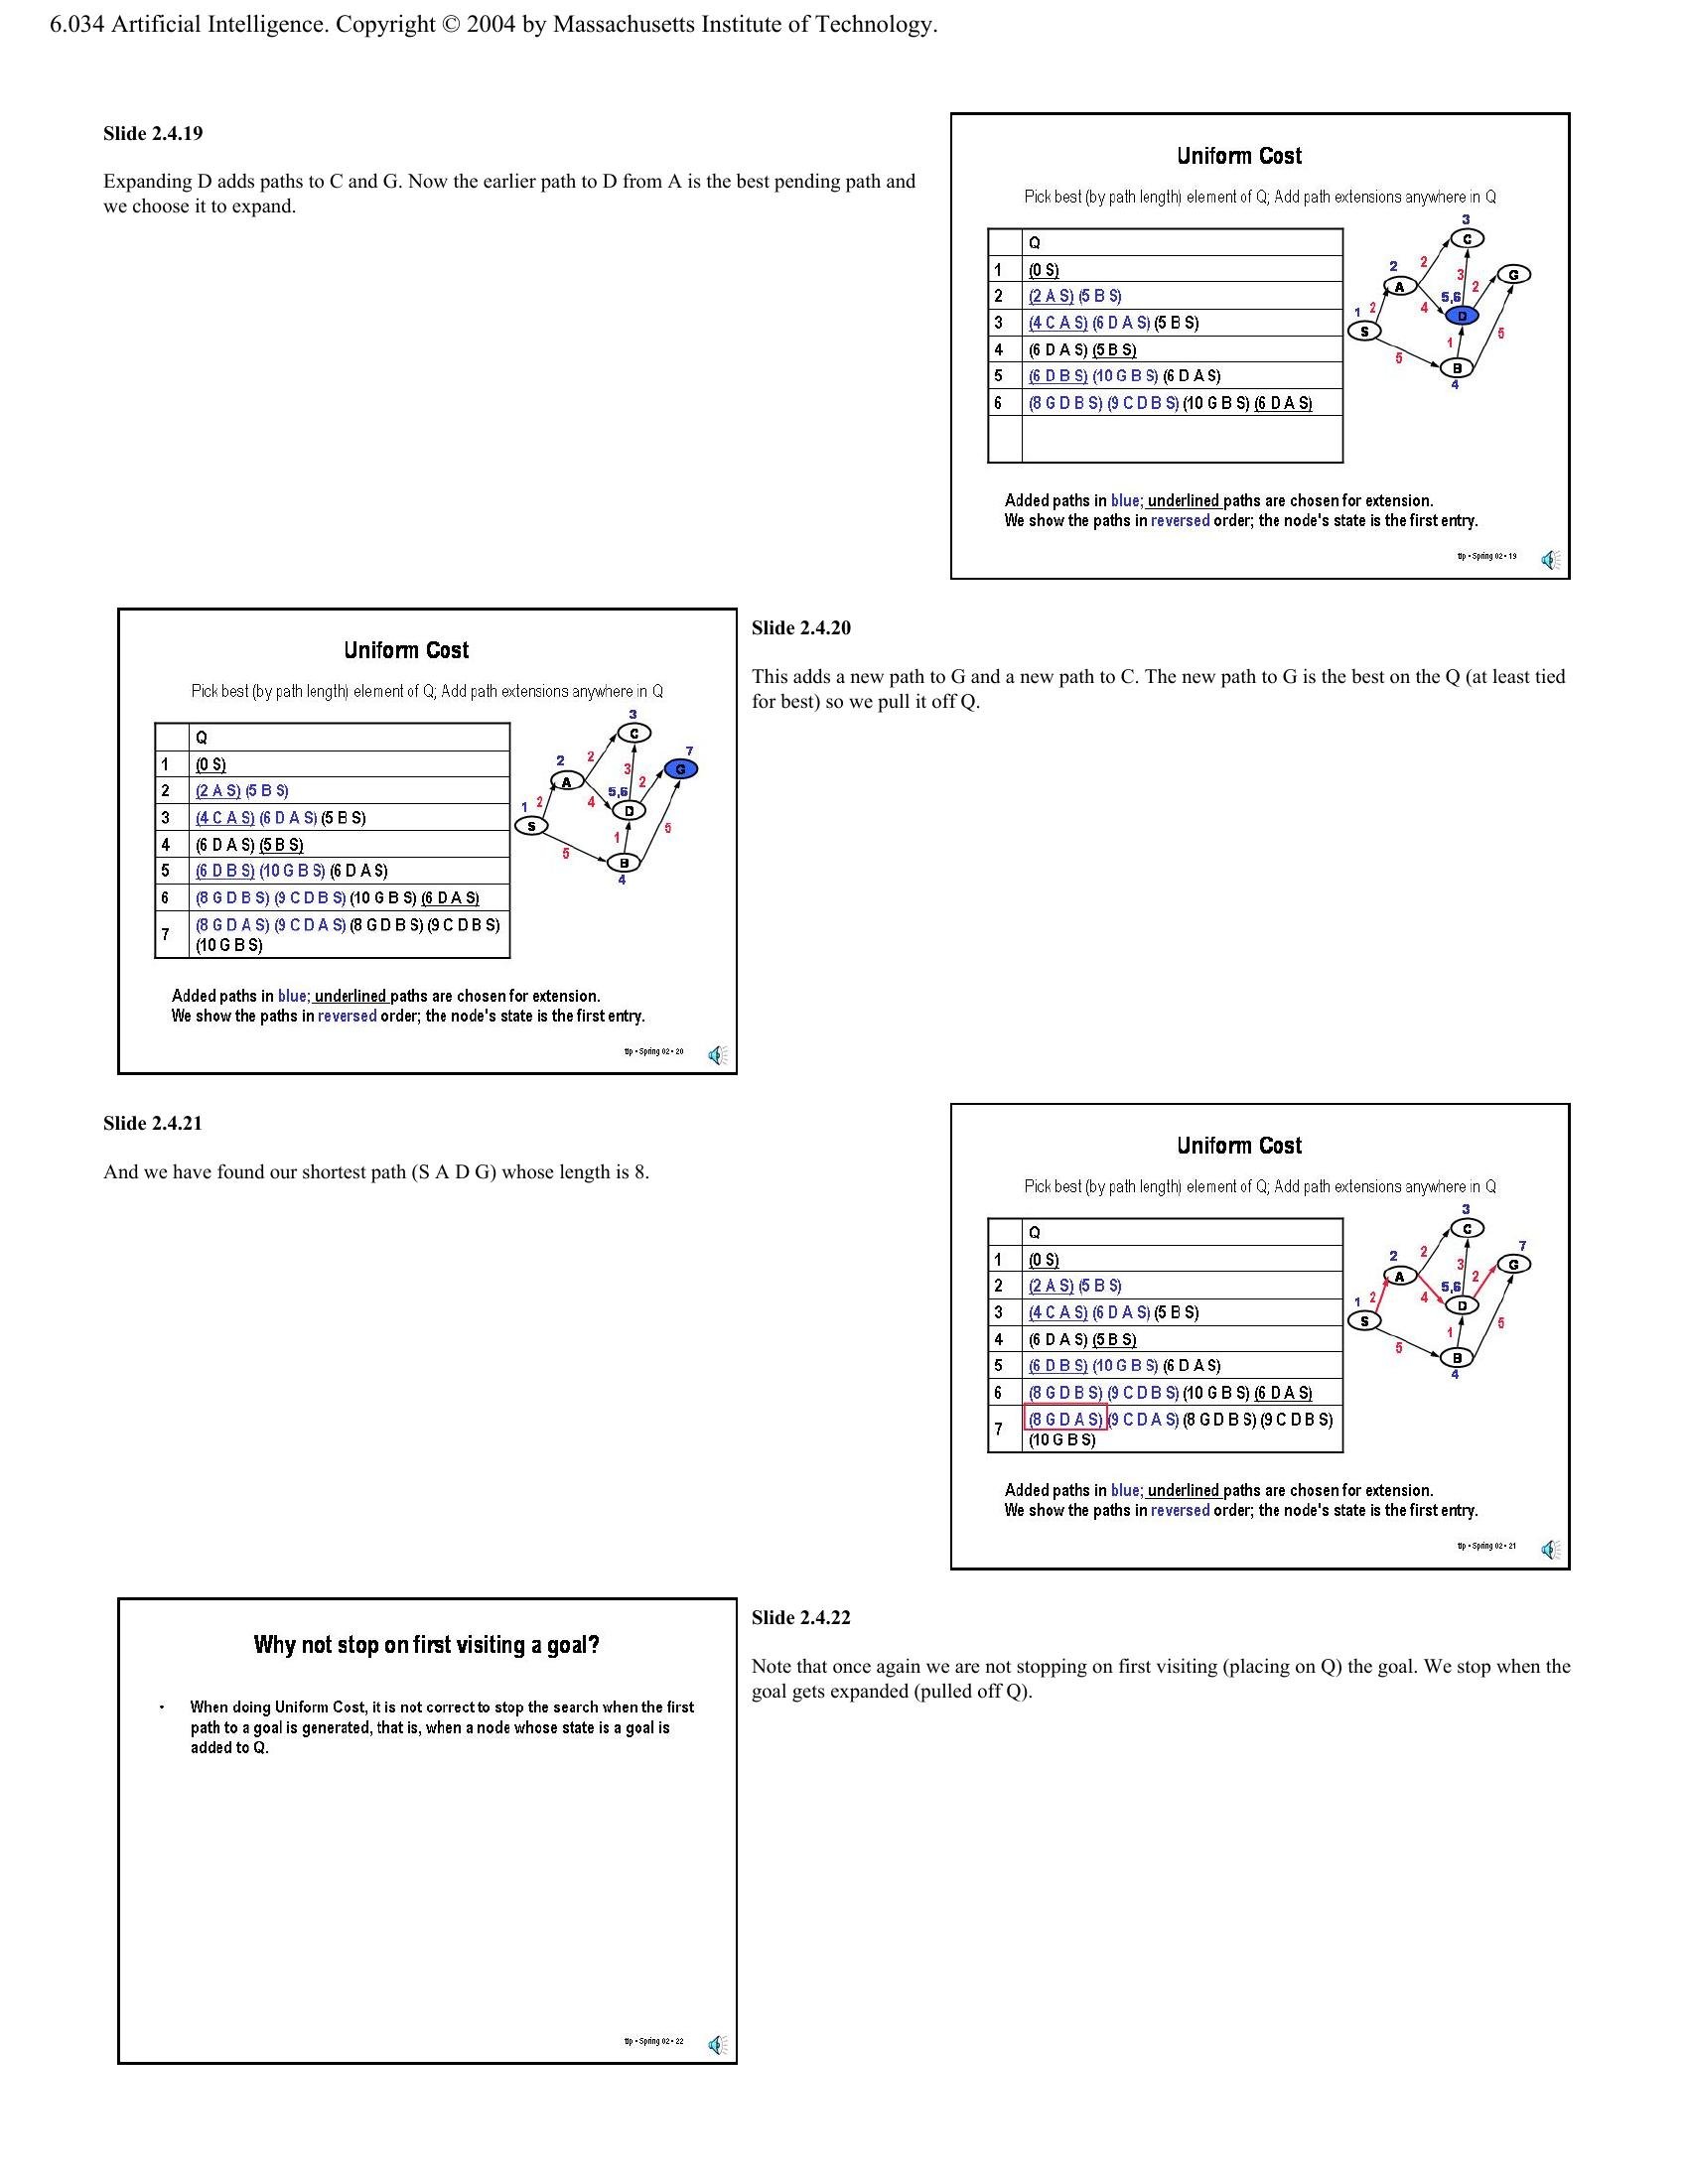 6.034 Artificial Intelligence. Copyright © 2004 by Massachusetts Institute of Technology.
Slide 2.4.19
Expanding D adds paths to C and G. Now the earlier path to D from A is the best pending path and
we choose it to expand.
Uniform Cost
Pick best (by path length) element of Q; Add path extensions anywhere in Q
Q
1 (0 S)
2 (2 A S) (5 B S)
3 (4 C A S) (6 D A S) (5 B S)
4 (6 D A S) (5 B S)
5 (6 D B S) (10 G B S) (6 D A S)
6 (8 G D B S) (9 C D B S) (10 G B S) (6 D A S)
3
C
2 2 3 G
A 2
5,6
1 2 4 D
S 1 5
5 B
4
Added paths in blue; underlined paths are chosen for extension.
We show the paths in reversed order; the node's state is the first entry.
tlp • Spring 02 • 19
Slide 2.4.20
This adds a new path to G and a new path to C. The new path to G is the best on the Q (at least tied
for best) so we pull it off Q.
Uniform Cost
Pick best (by path length) element of Q; Add path extensions anywhere in Q
Q
1 (0 S)
2 (2 A S) (5 B S)
3 (4 C A S) (6 D A S) (5 B S)
4 (6 D A S) (5 B S)
5 (6 D B S) (10 G B S) (6 D A S)
6 (8 G D B S) (9 C D B S) (10 G B S) (6 D A S)
7 (8 G D A S) (9 C D A S) (8 G D B S) (9 C D B S)
(10 G B S)
3
C 7
2 2 3 G
A 2
5,6
1 2 4 D
S 1 5
5 B
4
Added paths in blue; underlined paths are chosen for extension.
We show the paths in reversed order; the node's state is the first entry.
tlp • Spring 02 • 20
Slide 2.4.21
And we have found our shortest path (S A D G) whose length is 8.
Uniform Cost
Pick best (by path length) element of Q; Add path extensions anywhere in Q
Q
1 (0 S)
2 (2 A S) (5 B S)
3 (4 C A S) (6 D A S) (5 B S)
4 (6 D A S) (5 B S)
5 (6 D B S) (10 G B S) (6 D A S)
6 (8 G D B S) (9 C D B S) (10 G B S) (6 D A S)
7 (8 G D A S) (9 C D A S) (8 G D B S) (9 C D B S)
(10 G B S)
3
C 7
2 2 3 G
A 2
5,6
1 2 4 D
S 1 5
5 B
4
Added paths in blue; underlined paths are chosen for extension.
We show the paths in reversed order; the node's state is the first entry.
tlp • Spring 02 • 21
Why not stop on first visiting a goal?
• When doing Uniform Cost, it is not correct to stop the search when the first
path to a goal is generated, that is, when a node whose state is a goal is
added to Q.
tlp • Spring 02 • 22
Slide 2.4.22
Note that once again we are not stopping on first visiting (placing on Q) the goal. We stop when the
goal gets expanded (pulled off Q).